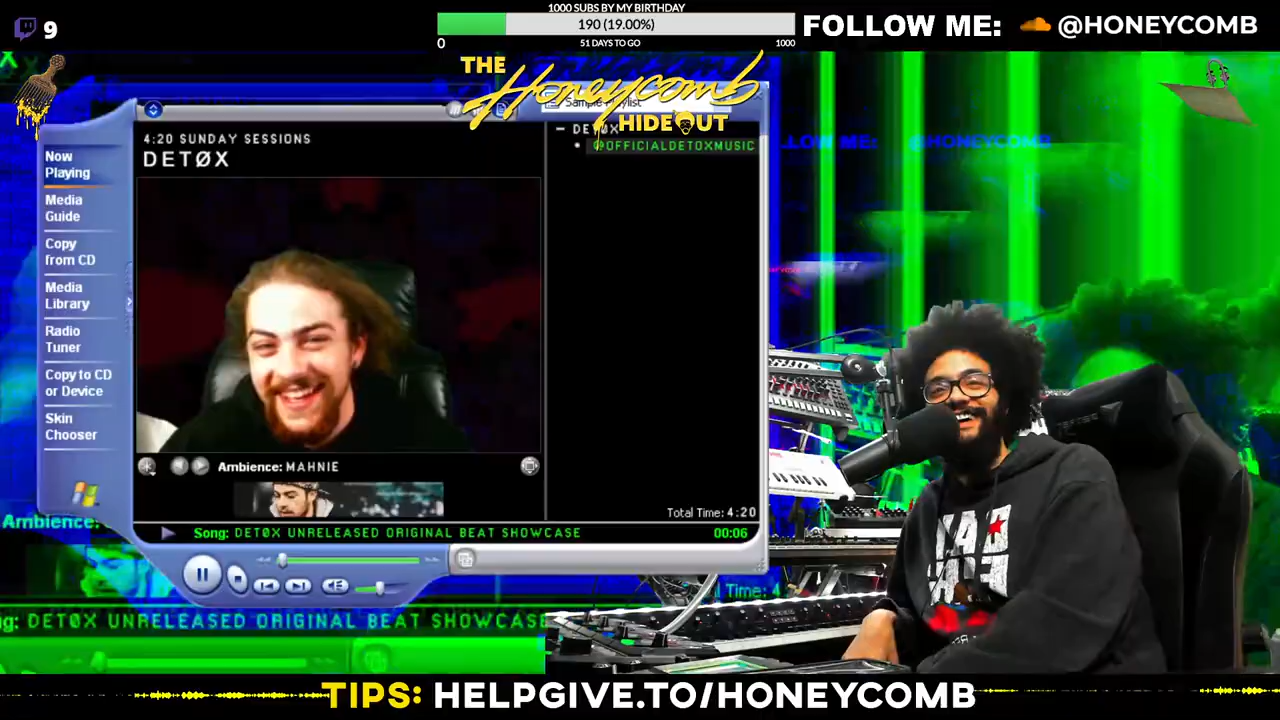 9
1000 SUBS BY MY BIRTHDAY
190 (19.00%)
0
51 DAYS TO GO
1000
FOLLOW ME: @HONEYCOMB
THE
Honeycomb
HIDEOUT
Sample Playlist
4:20 SUNDAY SESSIONS
DETØX
DETØX
@OFFICIALDETOXMUSIC
Now
Playing
Media
Guide
Copy
from CD
Media
Library
Radio
Tuner
Copy to CD
or Device
Skin
Chooser
Ambience: MAHNIE
Total Time: 4:20
Song: DETØX UNRELEASED ORIGINAL BEAT SHOWCASE
00:06
Ambience:
DETØX UNRELEASED ORIGINAL BEAT SHOWCASE
TIPS: HELPGIVE.TO/HONEYCOMB